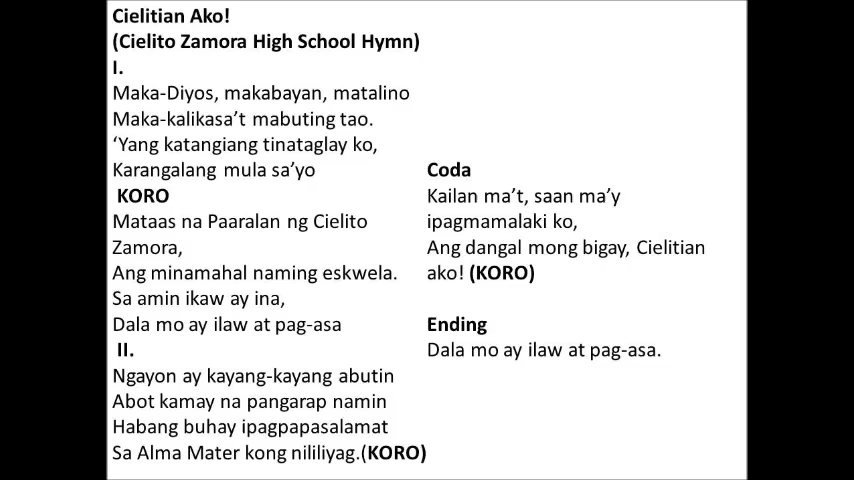 Cielitian Ako!
(Cielito Zamora High School Hymn)
I.
Maka-Diyos, makabayan, matalino
Maka-kalikasa’t mabuting tao.
‘Yang katangiang tinataglay ko,
Karangalang mula sa’yo
KORO
Mataas na Paaralan ng Cielito
Zamora,
Ang minamahal naming eskwela.
Sa amin ikaw ay ina,
Dala mo ay ilaw at pag-asa
II.
Ngayon ay kayang-kayang abutin
Abot kamay na pangarap namin
Habang buhay ipagpapasalamat
Sa Alma Mater kong nililiyag.(KORO)
Coda
Kailan ma’t, saan ma’y
ipagmamalaki ko,
Ang dangal mong bigay, Cielitian
ako! (KORO)
Ending
Dala mo ay ilaw at pag-asa.